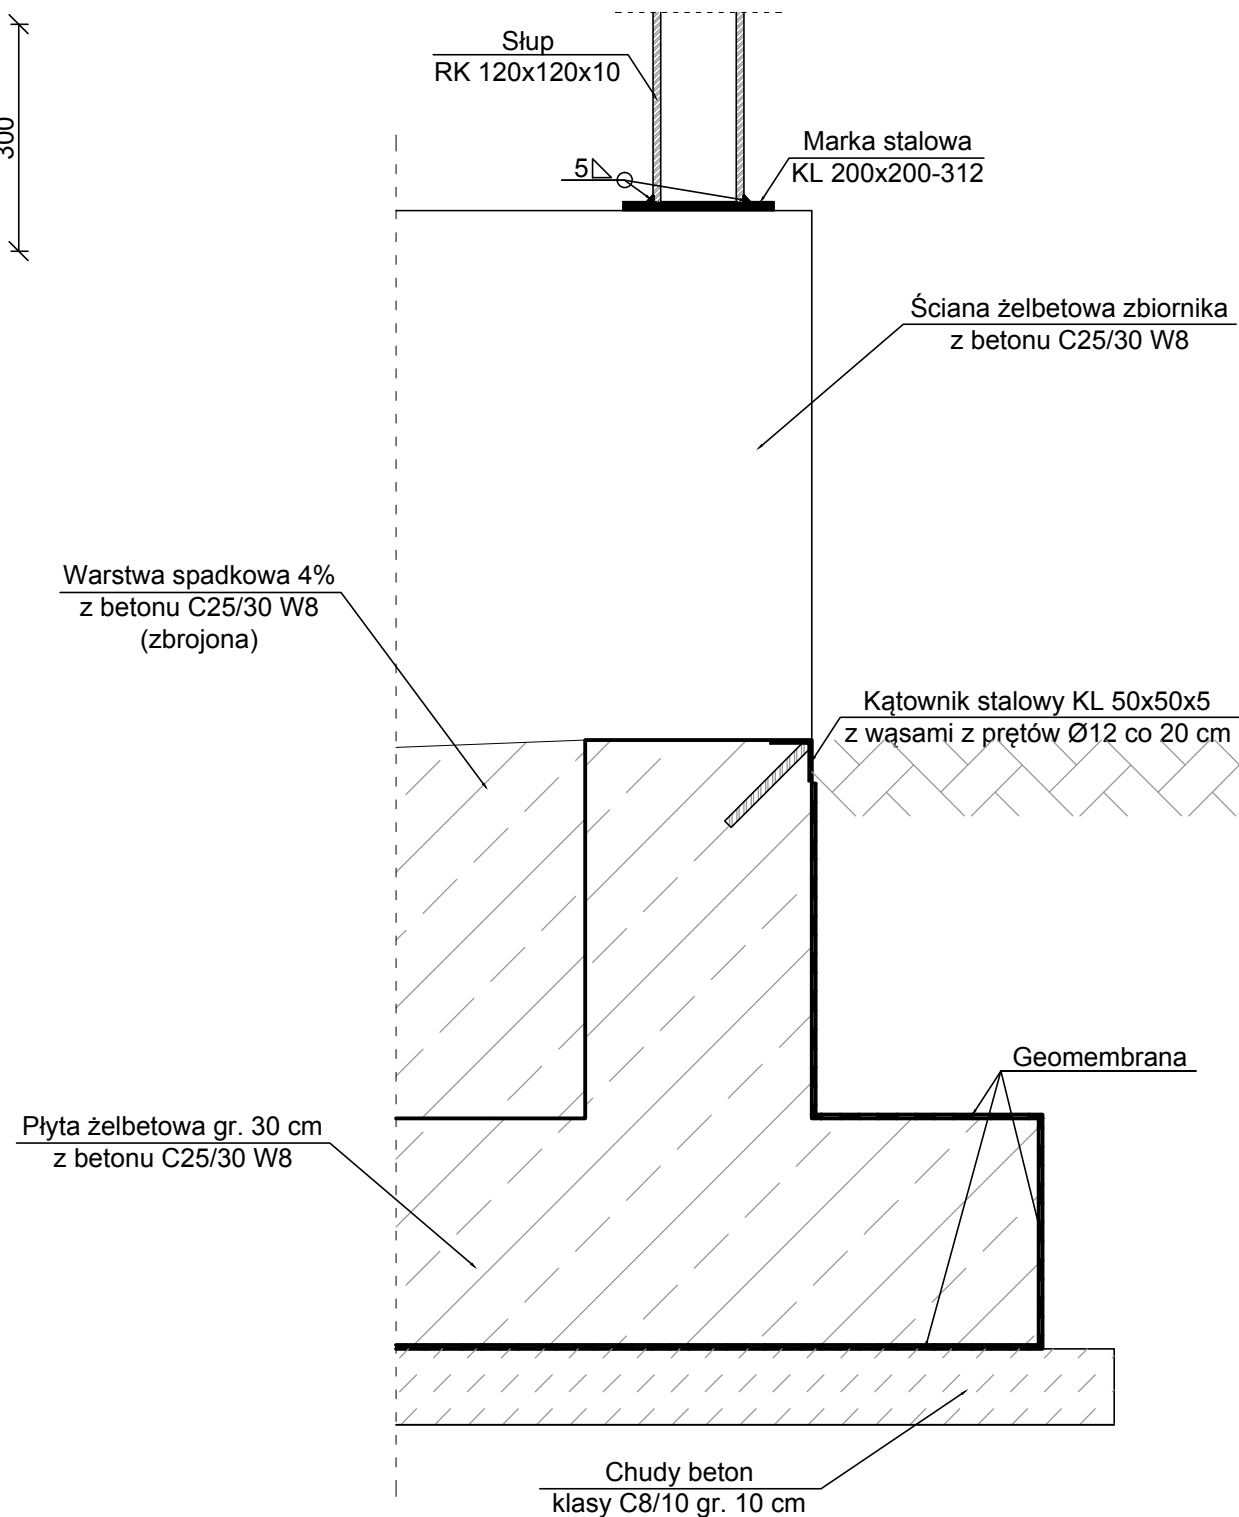 Słup
RK 120x120x10
300
Marka stalowa
KL 200x200-312
5
Ściana żelbetowa zbiornika
z betonu C25/30 W8
Warstwa spadkowa 4%
z betonu C25/30 W8
(zbrojona)
Kątownik stalowy KL 50x50x5
z wąsami z prętów Ø12 co 20 cm
Geomembrana
Płyta żelbetowa gr. 30 cm
z betonu C25/30 W8
Chudy beton
klasy C8/10 gr. 10 cm